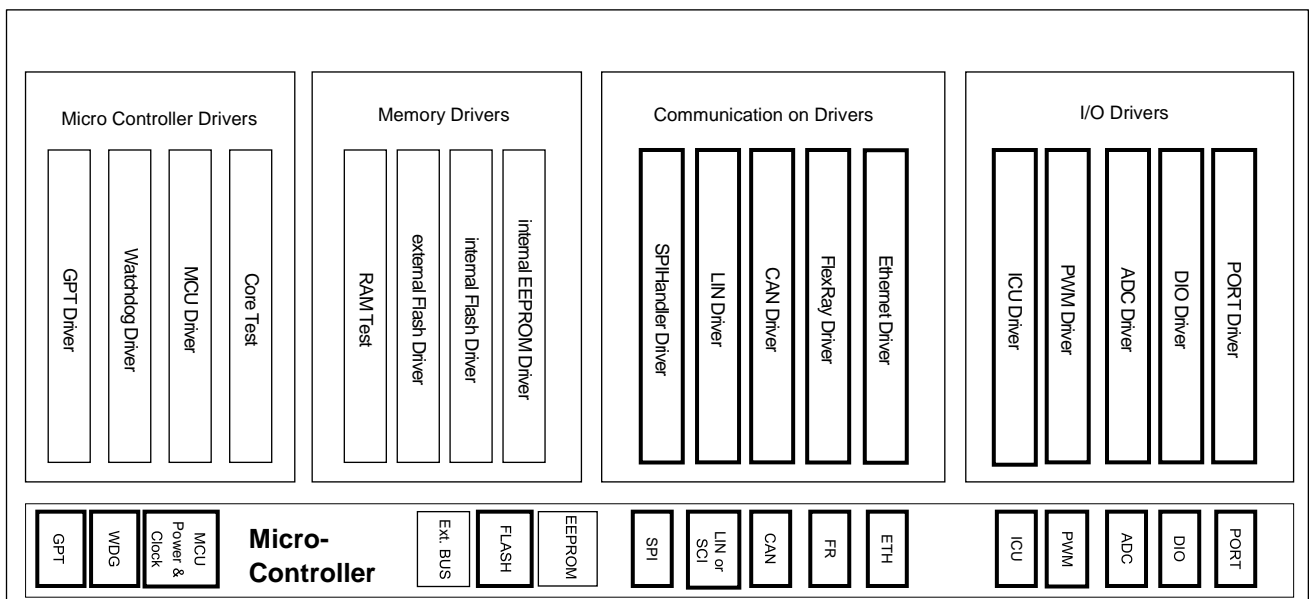 Micro Controller Drivers
Memory Drivers
Communication on Drivers
I/O Drivers
GPT Driver
Watchdog Driver
MCU Driver
Core Test
RAM Test
external Flash Driver
internal Flash Driver
internal EEPROM Driver
SPIHandler Driver
LIN Driver
CAN Driver
FlexRay Driver
Ethernet Driver
ICU Driver
PWM Driver
ADC Driver
DIO Driver
PORT Driver
GPT
WDG
MCU
Power &
Clock
Micro-
Controller
Ext. BUS
FLASH
EEPROM
SPI
LIN or
SCI
CAN
FR
ETH
ICU
PWM
ADC
DIO
PORT